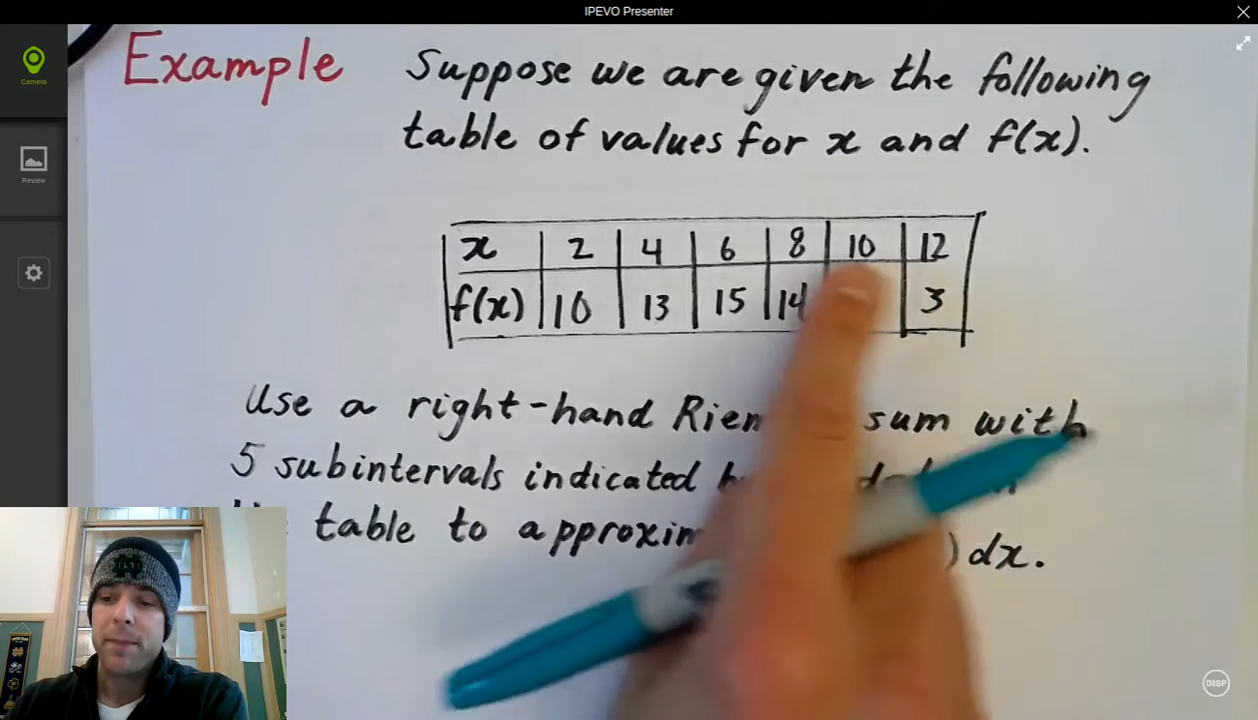 IPEVO Presenter
Camera
Review
Example Suppose we are given the following
table of values for x and f(x).
x 2 4 6 8 10 12
f(x) 10 13 15 14 3
Use a right-hand sum with
5 subintervals indicated
table to )dx.
DISP